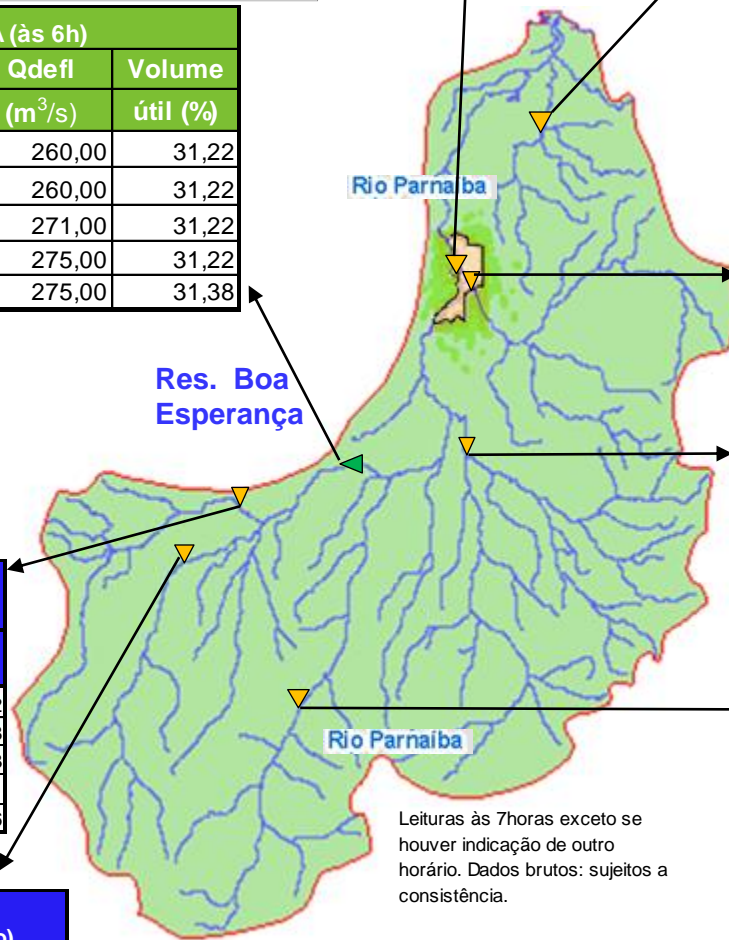 A (às 6h)
Qdefl Volume
(m³/s) útil (%)
260,00 31,22
260,00 31,22
271,00 31,22
275,00 31,22
275,00 31,38
Rio Parnaíba
Res. Boa
Esperança
Rio Parnaíba
Leituras às 7horas exceto se
houver indicação de outro
horário. Dados brutos: sujeitos a
consistência.